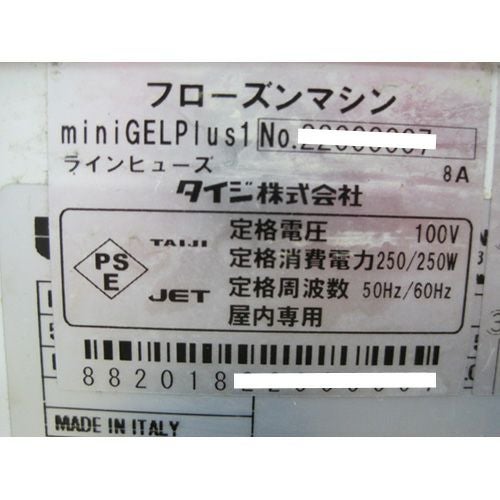 フローズンマシン
miniGELPlus1 No.
ラインヒューズ 8A
タイジ株式会社
PS
E
TAIJI
JET
定格電圧 100V
定格消費電力 250/250W
定格周波数 50Hz/60Hz
屋内専用
882018
MADE IN ITALY